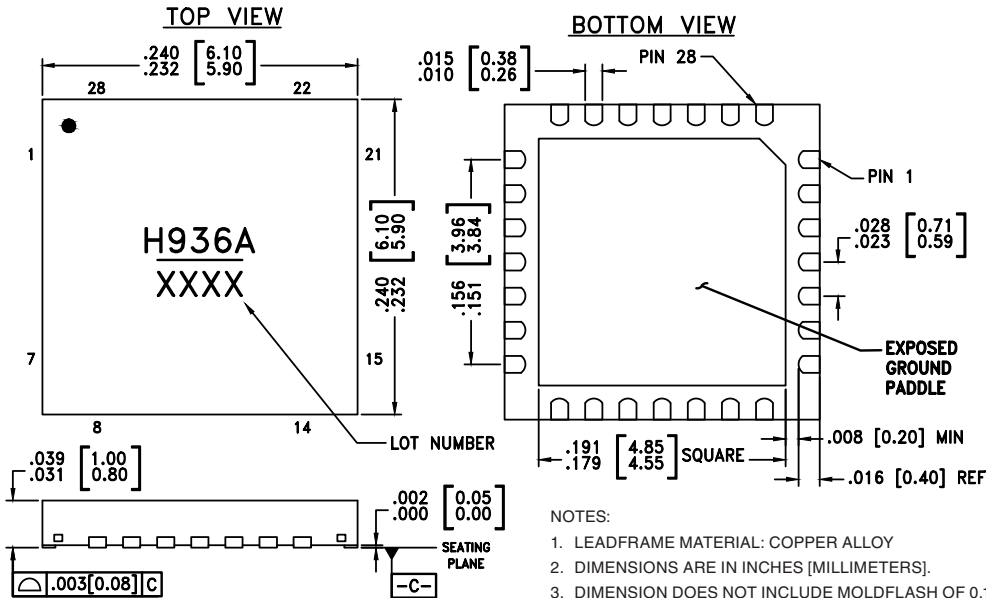 TOP VIEW
.240 [6.10]
.232 [5.90]
28 22
1 21
H936A
XXXX
7 15
8 14
.240 [6.10]
.232 [5.90]
LOT NUMBER
.039 [1.00]
.031 [0.80]
.002 [0.05]
.000 [0.00]
SEATING
PLANE
.003[0.08] C
-C-
BOTTOM VIEW
.015 [0.38]
.010 [0.26]
PIN 28
PIN 1
.156 [3.96]
.151 [3.84]
.028 [0.71]
.023 [0.59]
EXPOSED
GROUND
PADDLE
.191 [4.85] SQUARE
.179 [4.55]
.008 [0.20] MIN
.016 [0.40] REF
NOTES:
1. LEADFRAME MATERIAL: COPPER ALLOY
2. DIMENSIONS ARE IN INCHES [MILLIMETERS].
3. DIMENSION DOES NOT INCLUDE MOLDFLASH OF